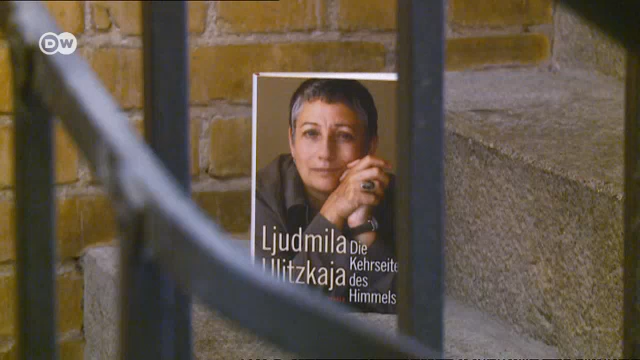 DW
Ljudmila
Ulitzkaja
Die
Kehrseite
des
Himmels